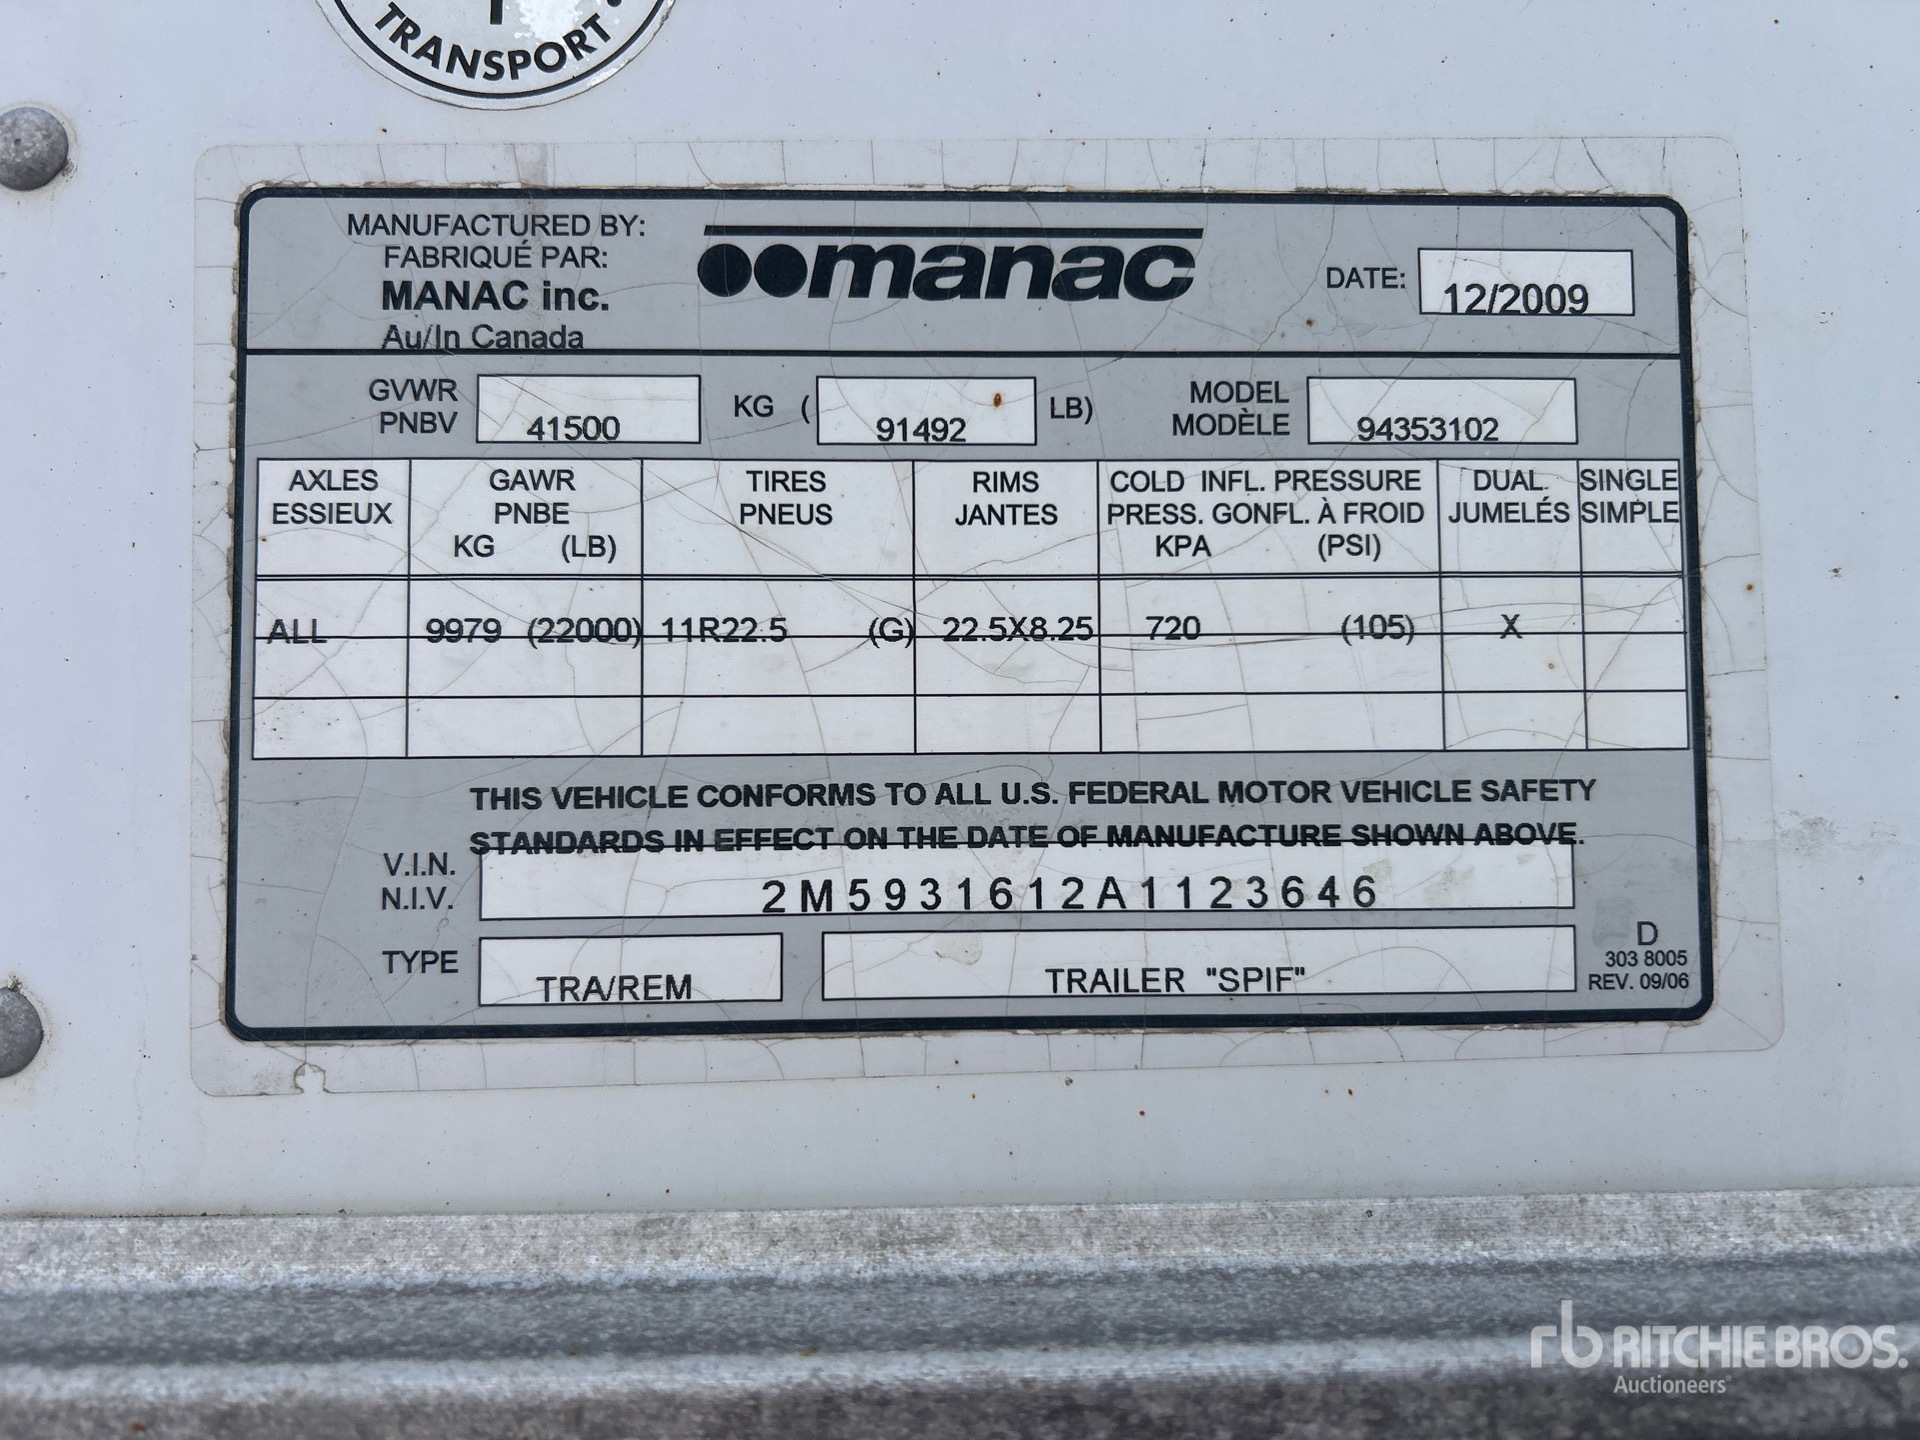 TRANSPORT
MANUFACTURED BY:
FABRIQUÉ PAR:
MANAC inc.
Au/In Canada
manac
DATE: 12/2009
GVWR
PNBV 41500 KG ( 91492 LB)
MODEL
MODÈLE 94353102
AXLES GAWR TIRES RIMS COLD INFL. PRESSURE DUAL SINGLE
ESSIEUX PNBE PNEUS JANTES PRESS. GONFL. À FROID JUMELÉS SIMPLE
KG (LB) KPA (PSI)
ALL 9979 (22000) 11R22.5 (G) 22.5X8.25 720 (105) X
THIS VEHICLE CONFORMS TO ALL U.S. FEDERAL MOTOR VEHICLE SAFETY
STANDARDS IN EFFECT ON THE DATE OF MANUFACTURE SHOWN ABOVE.
V.I.N.
N.I.V. 2M5931612A1123646
TYPE TRA/REM TRAILER "SPIF"
D
303 8005
REV. 09/06
rb RITCHIE BROS.
Auctioneers